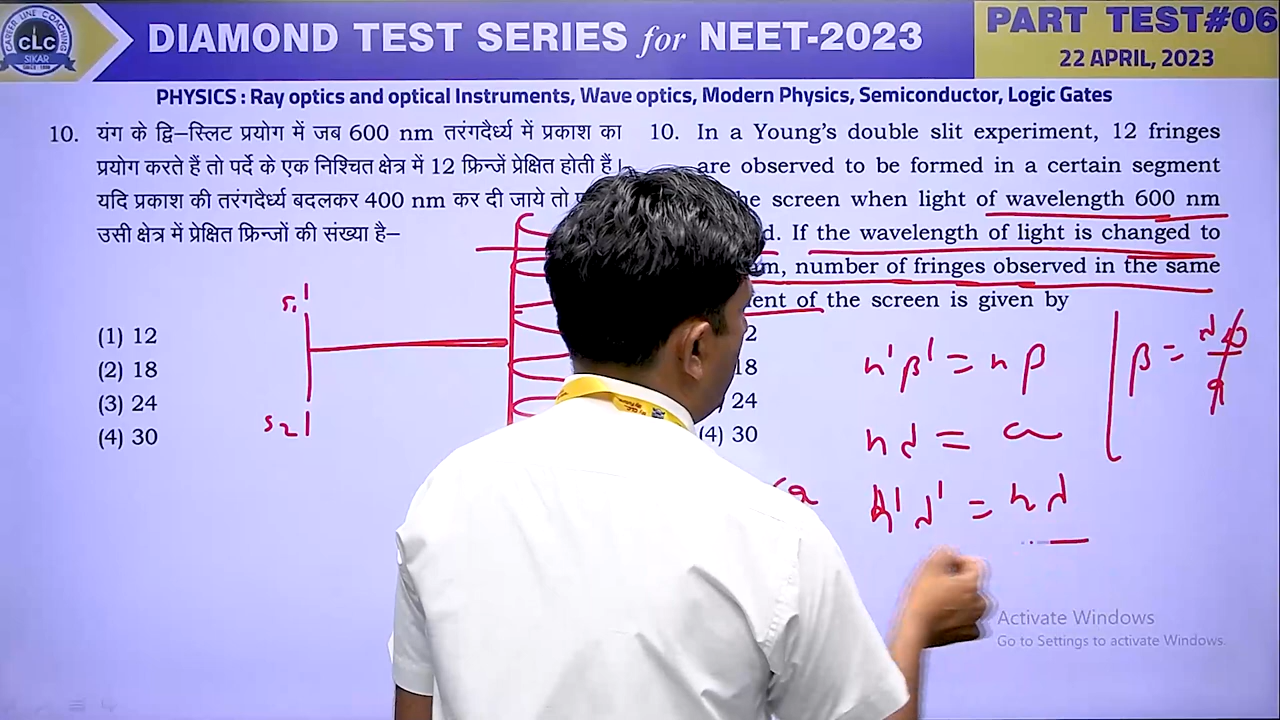 CAREER LINE COACHING
CLC
SIKAR
DIAMOND TEST SERIES for NEET-2023
PART TEST#06
22 APRIL, 2023
PHYSICS : Ray optics and optical Instruments, Wave optics, Modern Physics, Semiconductor, Logic Gates
10. यंग के द्वि–स्लिट प्रयोग में जब 600 nm तरंगदैर्ध्य में प्रकाश का
प्रयोग करते हैं तो पर्दे के एक निश्चित क्षेत्र में 12 फ्रिन्जें प्रेक्षित होती हैं।
यदि प्रकाश की तरंगदैर्ध्य बदलकर 400 nm कर दी जाये तो
उसी क्षेत्र में प्रेक्षित फ्रिन्जों की संख्या है–
(1) 12
(2) 18
(3) 24
(4) 30
10. In a Young's double slit experiment, 12 fringes
are observed to be formed in a certain segment
the screen when light of wavelength 600 nm
If the wavelength of light is changed to
number of fringes observed in the same
of the screen is given by
18
24
(4) 30
S₁
S₂
n'β' = nβ
β = λD
nλ =
n'λ' = nλ
Activate Windows
Go to Settings to activate Windows.